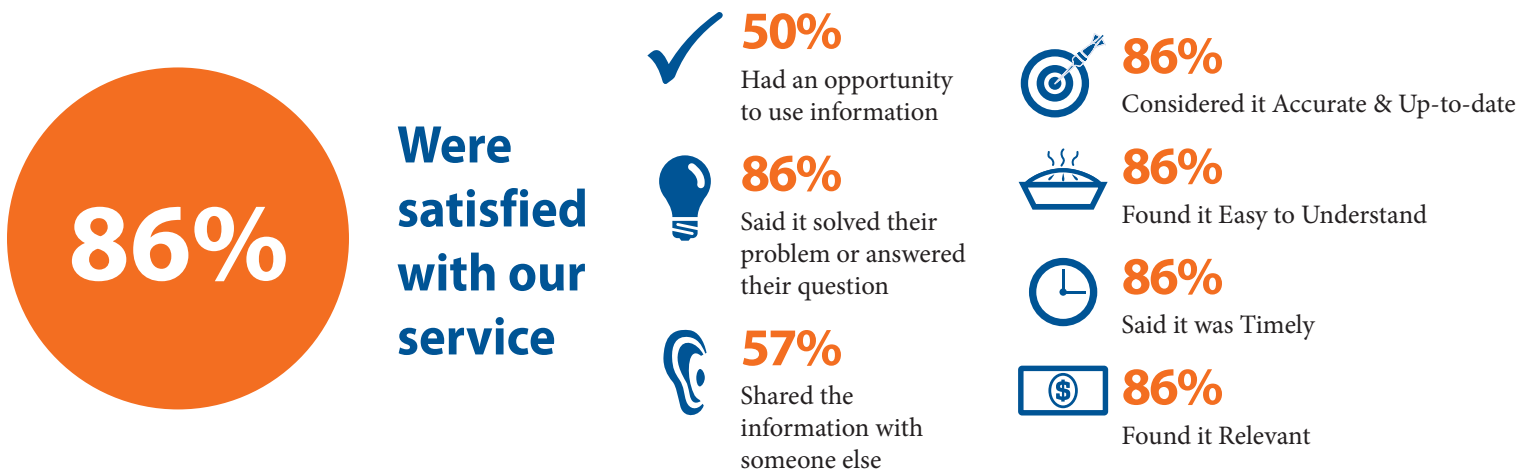 86%
Were
satisfied
with our
service
50%
Had an opportunity
to use information
86%
Said it solved their
problem or answered
their question
57%
Shared the
information with
someone else
86%
Considered it Accurate & Up-to-date
86%
Found it Easy to Understand
86%
Said it was Timely
$
86%
Found it Relevant